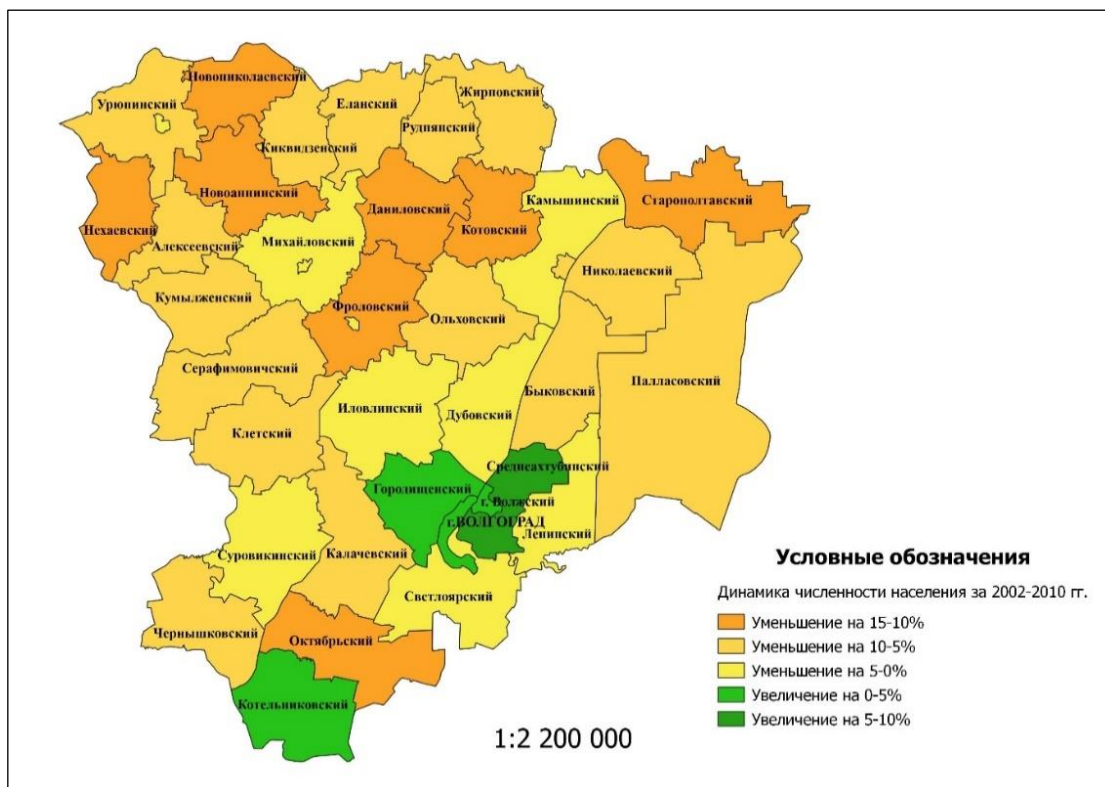 Новониколаевский
Урюпинский
Еланский
Жирновский
Руднянский
Киквидзенский
Новоаннинский
Нехаевский
Даниловский
Котовский
Камышинский
Старополтавский
Алексеевский
Михайловский
Николаевский
Кумылженский
Фроловский
Ольховский
Серафимовичский
Палласовский
Быковский
Иловлинский
Дубовский
Клетский
Среднеахтубинский
Городищенский
г. Волжский
г.ВОЛГОГРАД
Ленинский
Суровикинский
Калачевский
Светлоярский
Чернышковский
Октябрьский
Котельниковский
1:2 200 000
Условные обозначения
Динамика численности населения за 2002-2010 гг.
Уменьшение на 15-10%
Уменьшение на 10-5%
Уменьшение на 5-0%
Увеличение на 0-5%
Увеличение на 5-10%